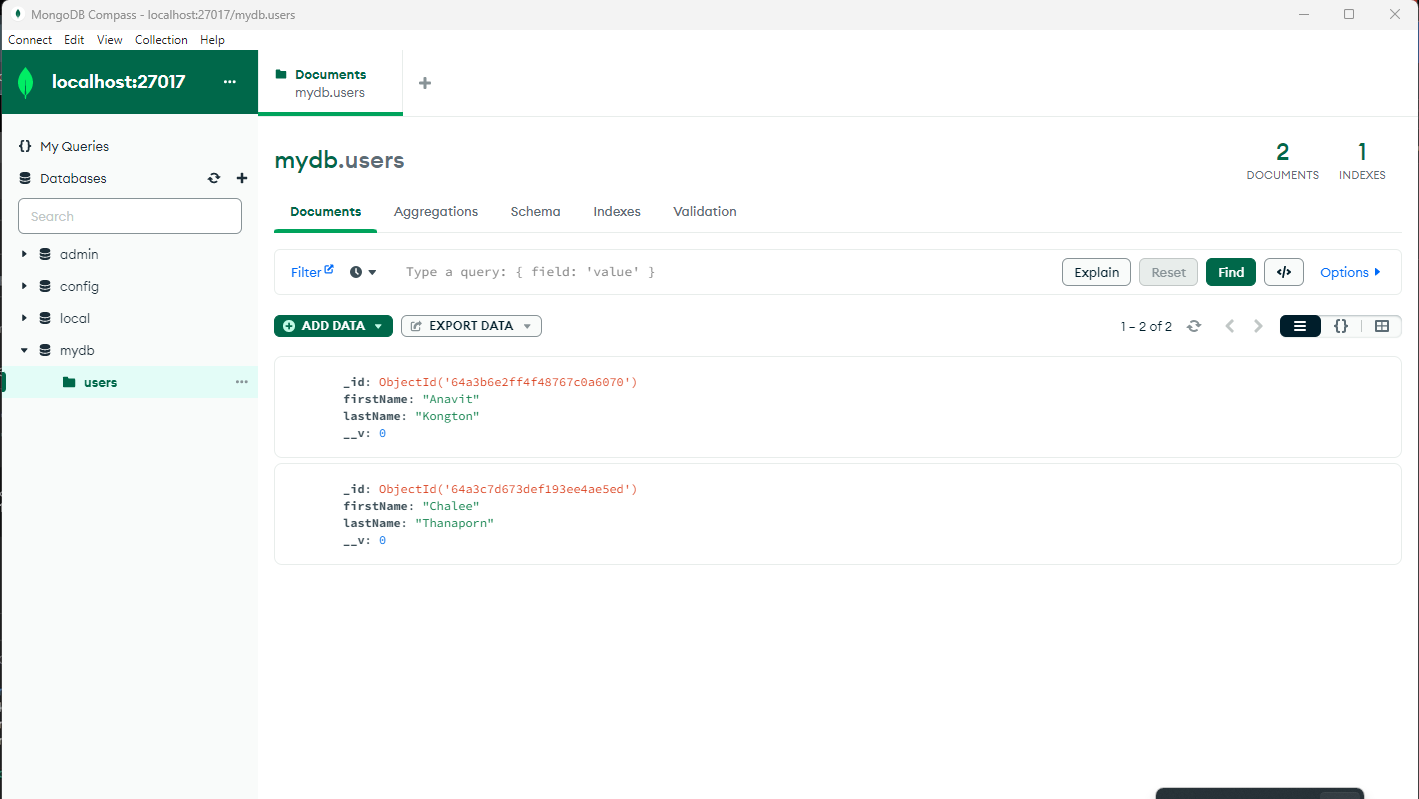 MongoDB Compass - localhost:27017/mydb.users
Connect Edit View Collection Help
localhost:27017 ...
Documents
mydb.users
My Queries
Databases
Search
admin
config
local
mydb
users ...
mydb.users
2
DOCUMENTS
1
INDEXES
Documents Aggregations Schema Indexes Validation
Filter Type a query: { field: 'value' } Explain Reset Find </> Options
ADD DATA EXPORT DATA 1 – 2 of 2 {}
_id: ObjectId('64a3b6e2ff4f48767c0a6070')
firstName: "Anavit"
lastName: "Kongton"
__v: 0
_id: ObjectId('64a3c7d673def193ee4ae5ed')
firstName: "Chalee"
lastName: "Thanaporn"
__v: 0